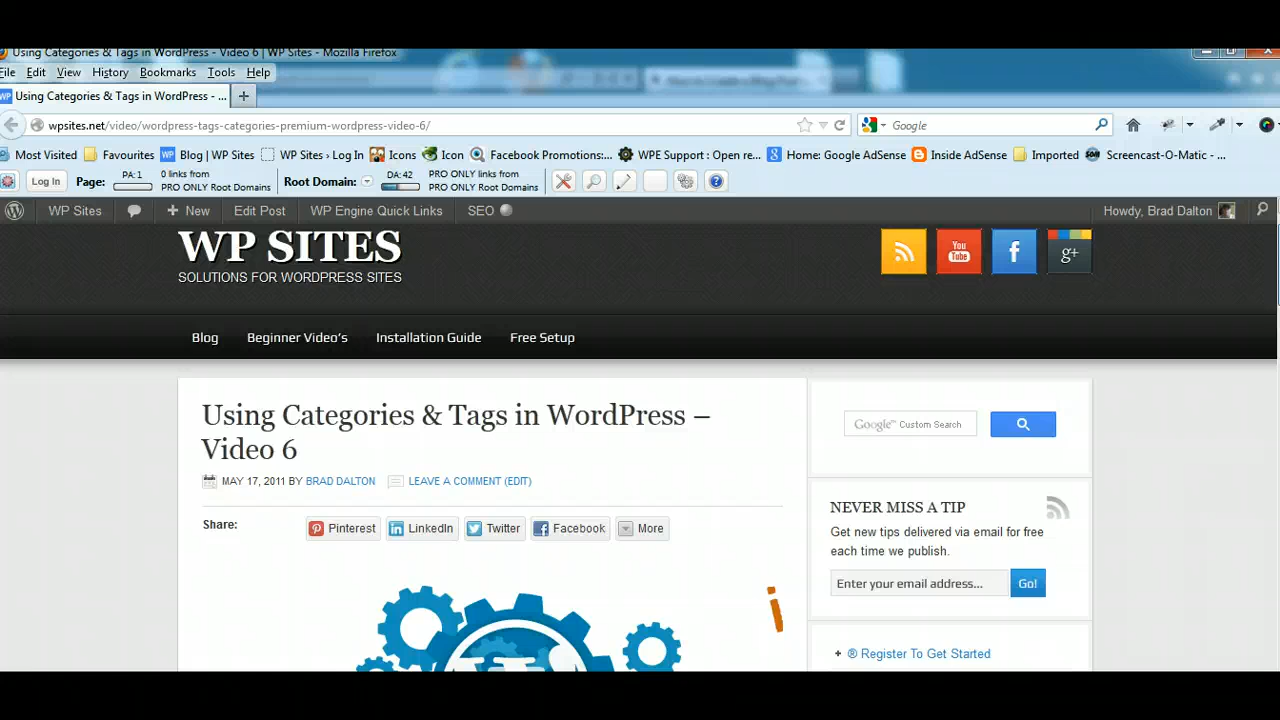 Using Categories & Tags in WordPress - Video 6 | WP Sites - Mozilla Firefox
File Edit View History Bookmarks Tools Help
Using Categories & Tags in WordPress - ... +
wpsites.net/video/wordpress-tags-categories-premium-wordpress-video-6/ Google
Most Visited Favourites Blog | WP Sites WP Sites › Log In Icons Icon Facebook Promotions:... WPE Support : Open re... Home: Google AdSense Inside AdSense Imported Screencast-O-Matic - ...
Log In Page: PA: 1 0 links from PRO ONLY Root Domains Root Domain: DA: 42 PRO ONLY links from PRO ONLY Root Domains
WP Sites + New Edit Post WP Engine Quick Links SEO Howdy, Brad Dalton
WP SITES
SOLUTIONS FOR WORDPRESS SITES
You Tube f g+
Blog Beginner Video's Installation Guide Free Setup
Using Categories & Tags in WordPress –
Video 6
MAY 17, 2011 BY BRAD DALTON LEAVE A COMMENT (EDIT)
Share: Pinterest LinkedIn Twitter Facebook More
i
Google™ Custom Search
NEVER MISS A TIP
Get new tips delivered via email for free
each time we publish.
Enter your email address... Go!
+ ® Register To Get Started